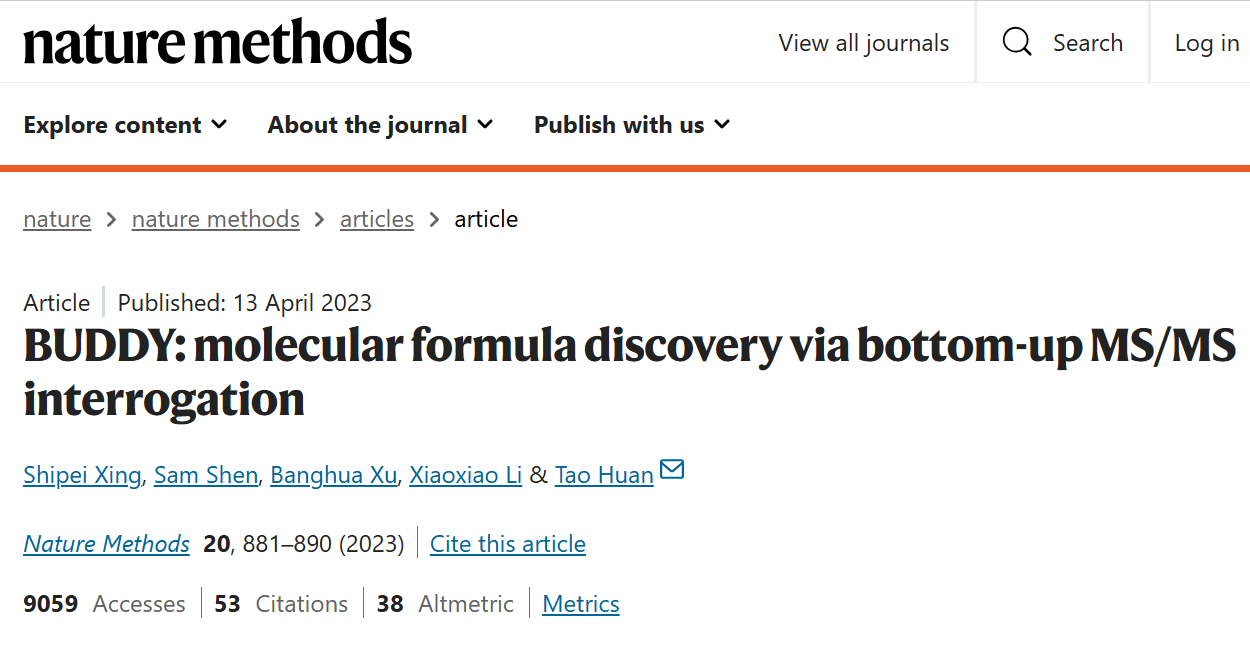 nature methods View all journals Search Log in
Explore content About the journal Publish with us
nature > nature methods > articles > article
Article | Published: 13 April 2023
BUDDY: molecular formula discovery via bottom-up MS/MS
interrogation
Shipei Xing, Sam Shen, Banghua Xu, Xiaoxiao Li & Tao Huan
Nature Methods 20, 881–890 (2023) | Cite this article
9059 Accesses | 53 Citations | 38 Altmetric | Metrics